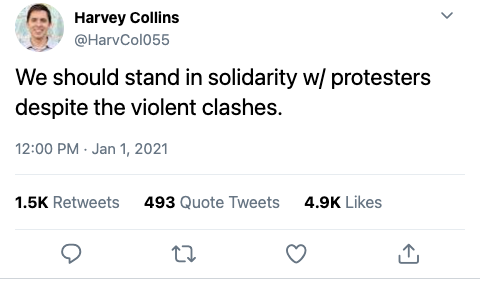 Harvey Collins
@HarvCol055
We should stand in solidarity w/ protesters
despite the violent clashes.
12:00 PM · Jan 1, 2021
1.5K Retweets 493 Quote Tweets 4.9K Likes